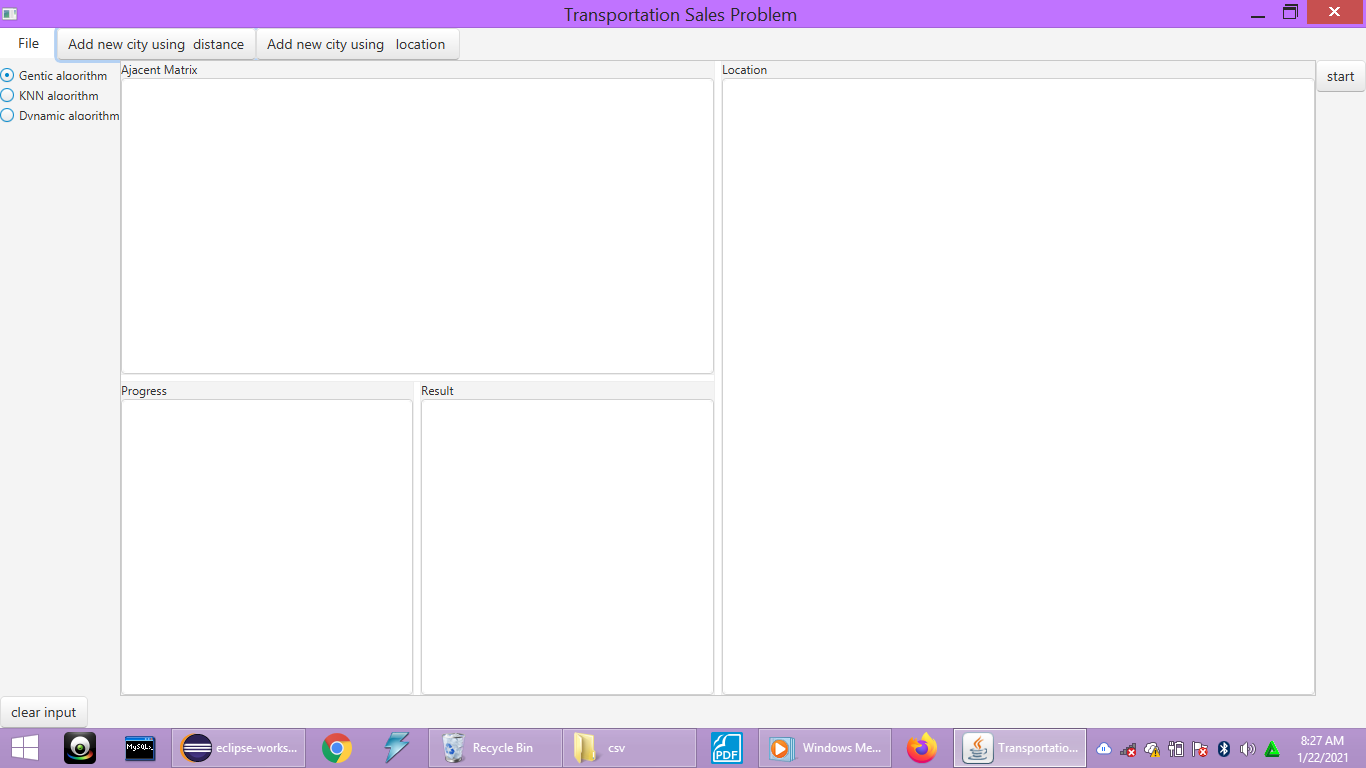 Transportation Sales Problem
File
Add new city using  distance
Add new city using   location
Gentic algorithm
KNN algorithm
Dynamic algorithm
Ajacent Matrix
Location
start
Progress
Result
clear input
MySQL
eclipse-works...
Recycle Bin
csv
PDF
Windows Me...
Transportatio...
8:27 AM
1/22/2021